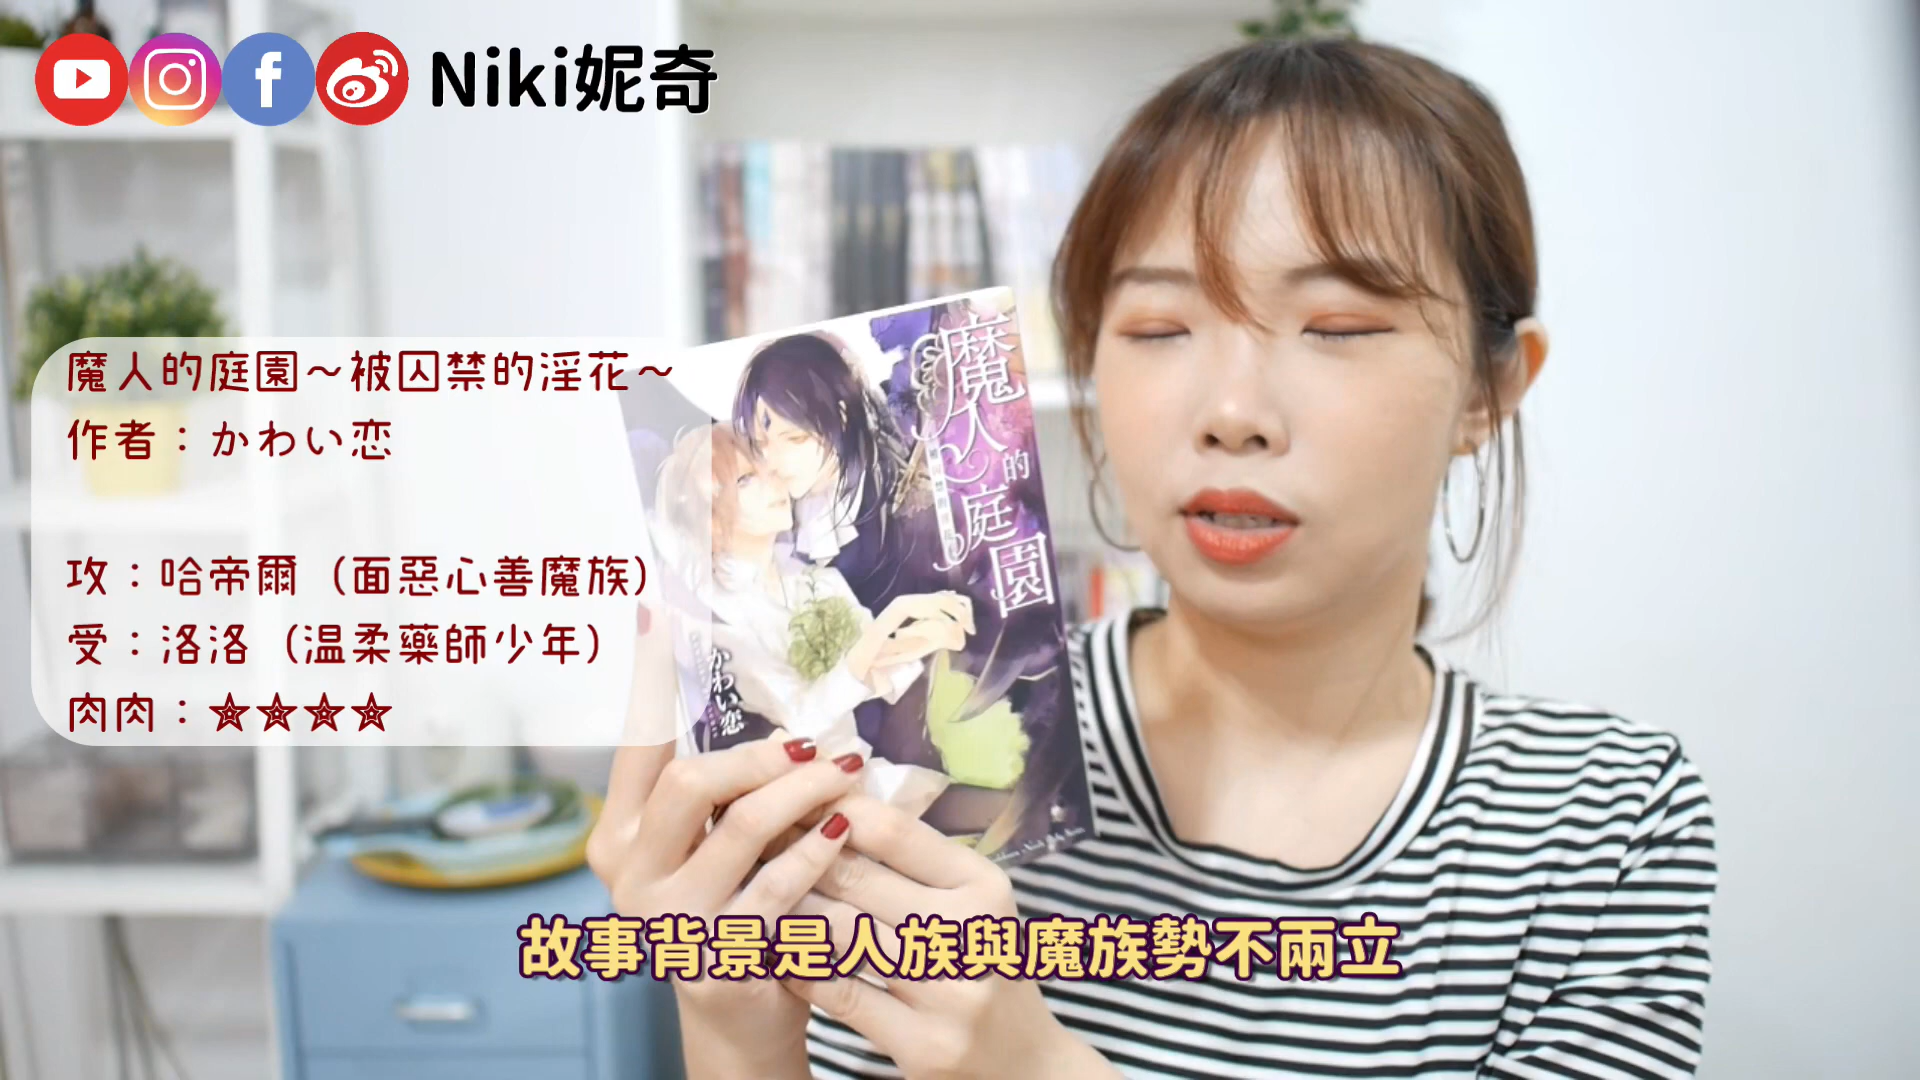 Niki妮奇
魔人的庭園～被囚禁的淫花～
作者：かわい恋
攻：哈帝爾（面惡心善魔族）
受：洛洛（温柔藥師少年）
肉肉：☆☆☆☆
魔人的庭園
かわい恋
故事背景是人族與魔族勢不兩立